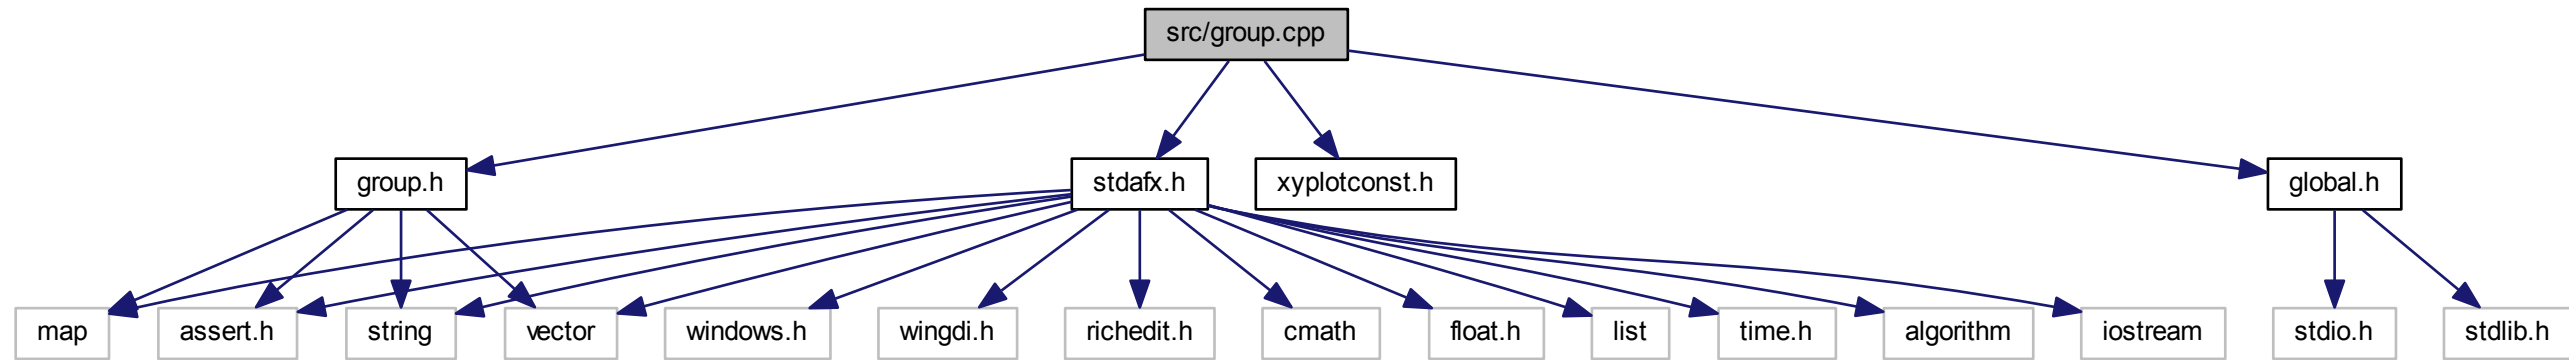 src/group.cpp
group.h
stdafx.h
xyplotconst.h
global.h
map
assert.h
string
vector
windows.h
wingdi.h
richedit.h
cmath
float.h
list
time.h
algorithm
iostream
stdio.h
stdlib.h